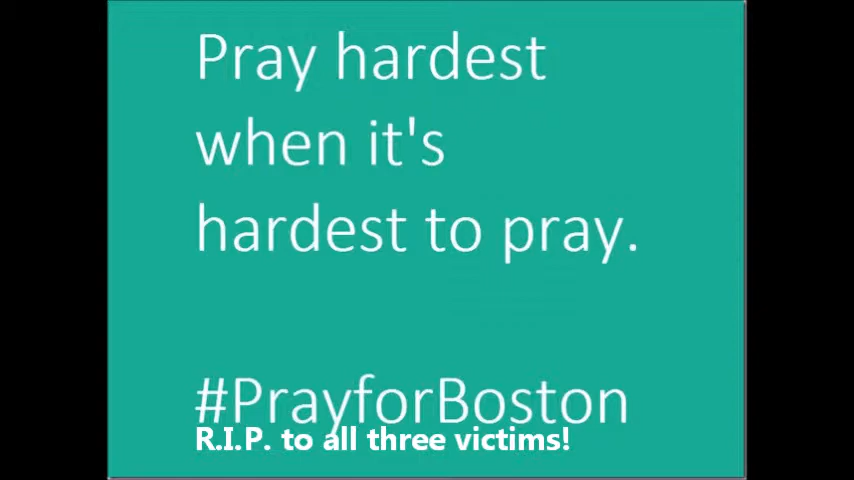 Pray hardest
when it's
hardest to pray.
#PrayforBoston
R.I.P. to all three victims!